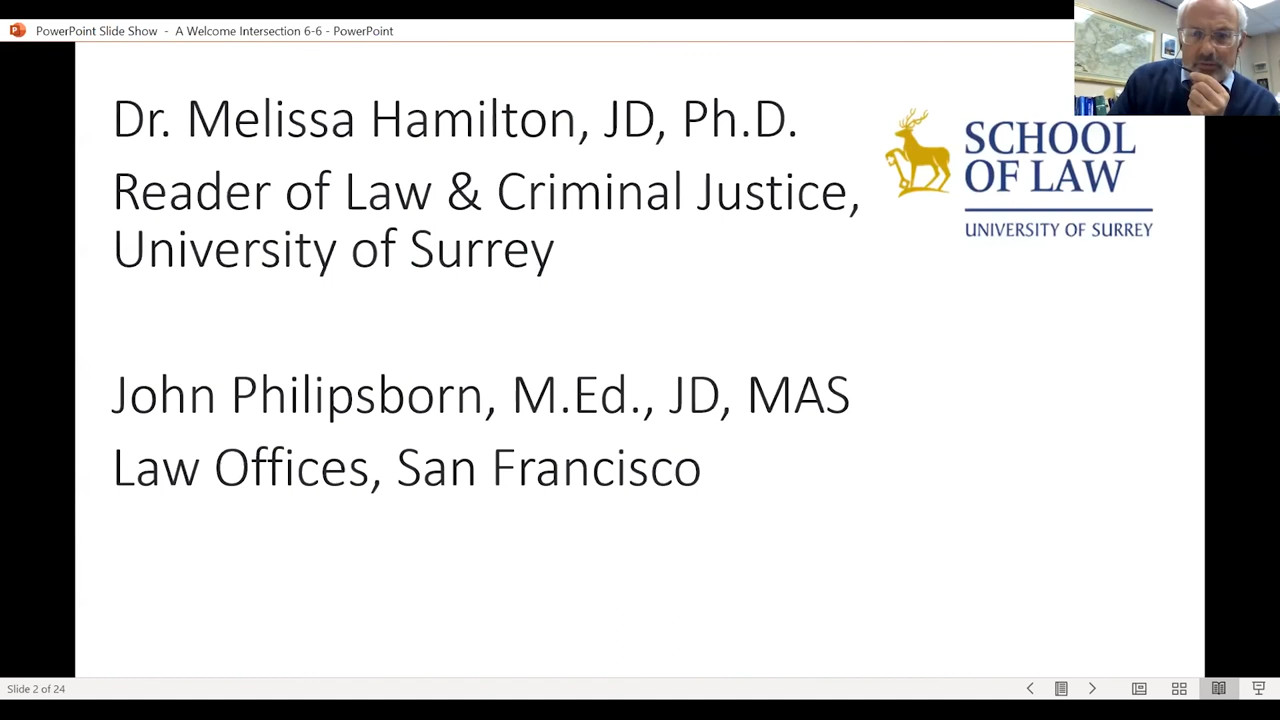 PowerPoint Slide Show - A Welcome Intersection 6-6 - PowerPoint
Dr. Melissa Hamilton, JD, Ph.D.
Reader of Law & Criminal Justice,
University of Surrey
SCHOOL
OF LAW
UNIVERSITY OF SURREY
John Philipsborn, M.Ed., JD, MAS
Law Offices, San Francisco
Slide 2 of 24